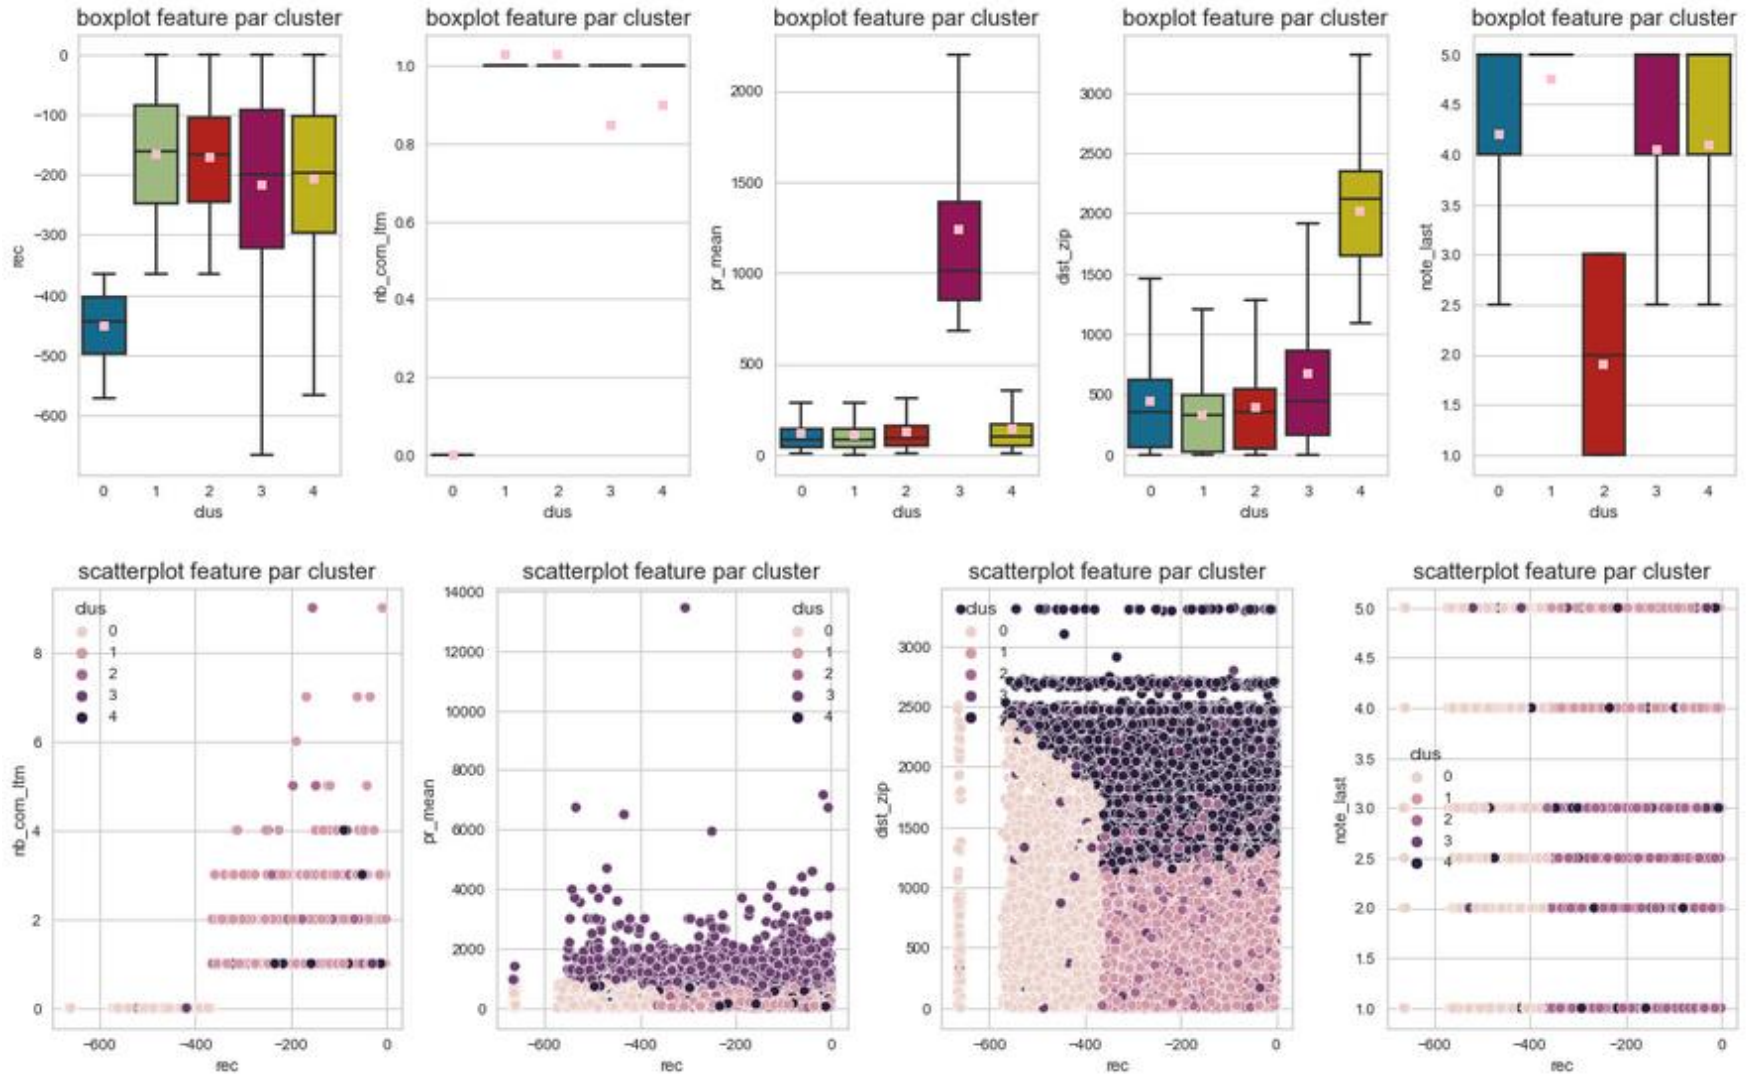 boxplot feature par cluster
0
−100
−200
−300
−400
−500
−600
rec
0 1 2 3 4
clus
boxplot feature par cluster
1.0
0.8
0.6
0.4
0.2
0.0
nb_com_ltm
0 1 2 3 4
clus
boxplot feature par cluster
2000
1500
1000
500
0
pr_mean
0 1 2 3 4
clus
boxplot feature par cluster
3000
2500
2000
1500
1000
500
0
dist_zip
0 1 2 3 4
clus
boxplot feature par cluster
5.0
4.5
4.0
3.5
3.0
2.5
2.0
1.5
1.0
note_last
0 1 2 3 4
clus
scatterplot feature par cluster
clus
0
1
2
3
4
8
6
4
2
0
nb_com_ltm
−600 −400 −200 0
rec
scatterplot feature par cluster
clus
0
1
2
3
4
14000
12000
10000
8000
6000
4000
2000
0
pr_mean
−600 −400 −200 0
rec
scatterplot feature par cluster
clus
0
1
2
3
4
3000
2500
2000
1500
1000
500
0
dist_zip
−600 −400 −200 0
rec
scatterplot feature par cluster
5.0
4.5
4.0
3.5
3.0
2.5
2.0
1.5
1.0
note_last
clus
0
1
2
3
4
−600 −400 −200 0
rec